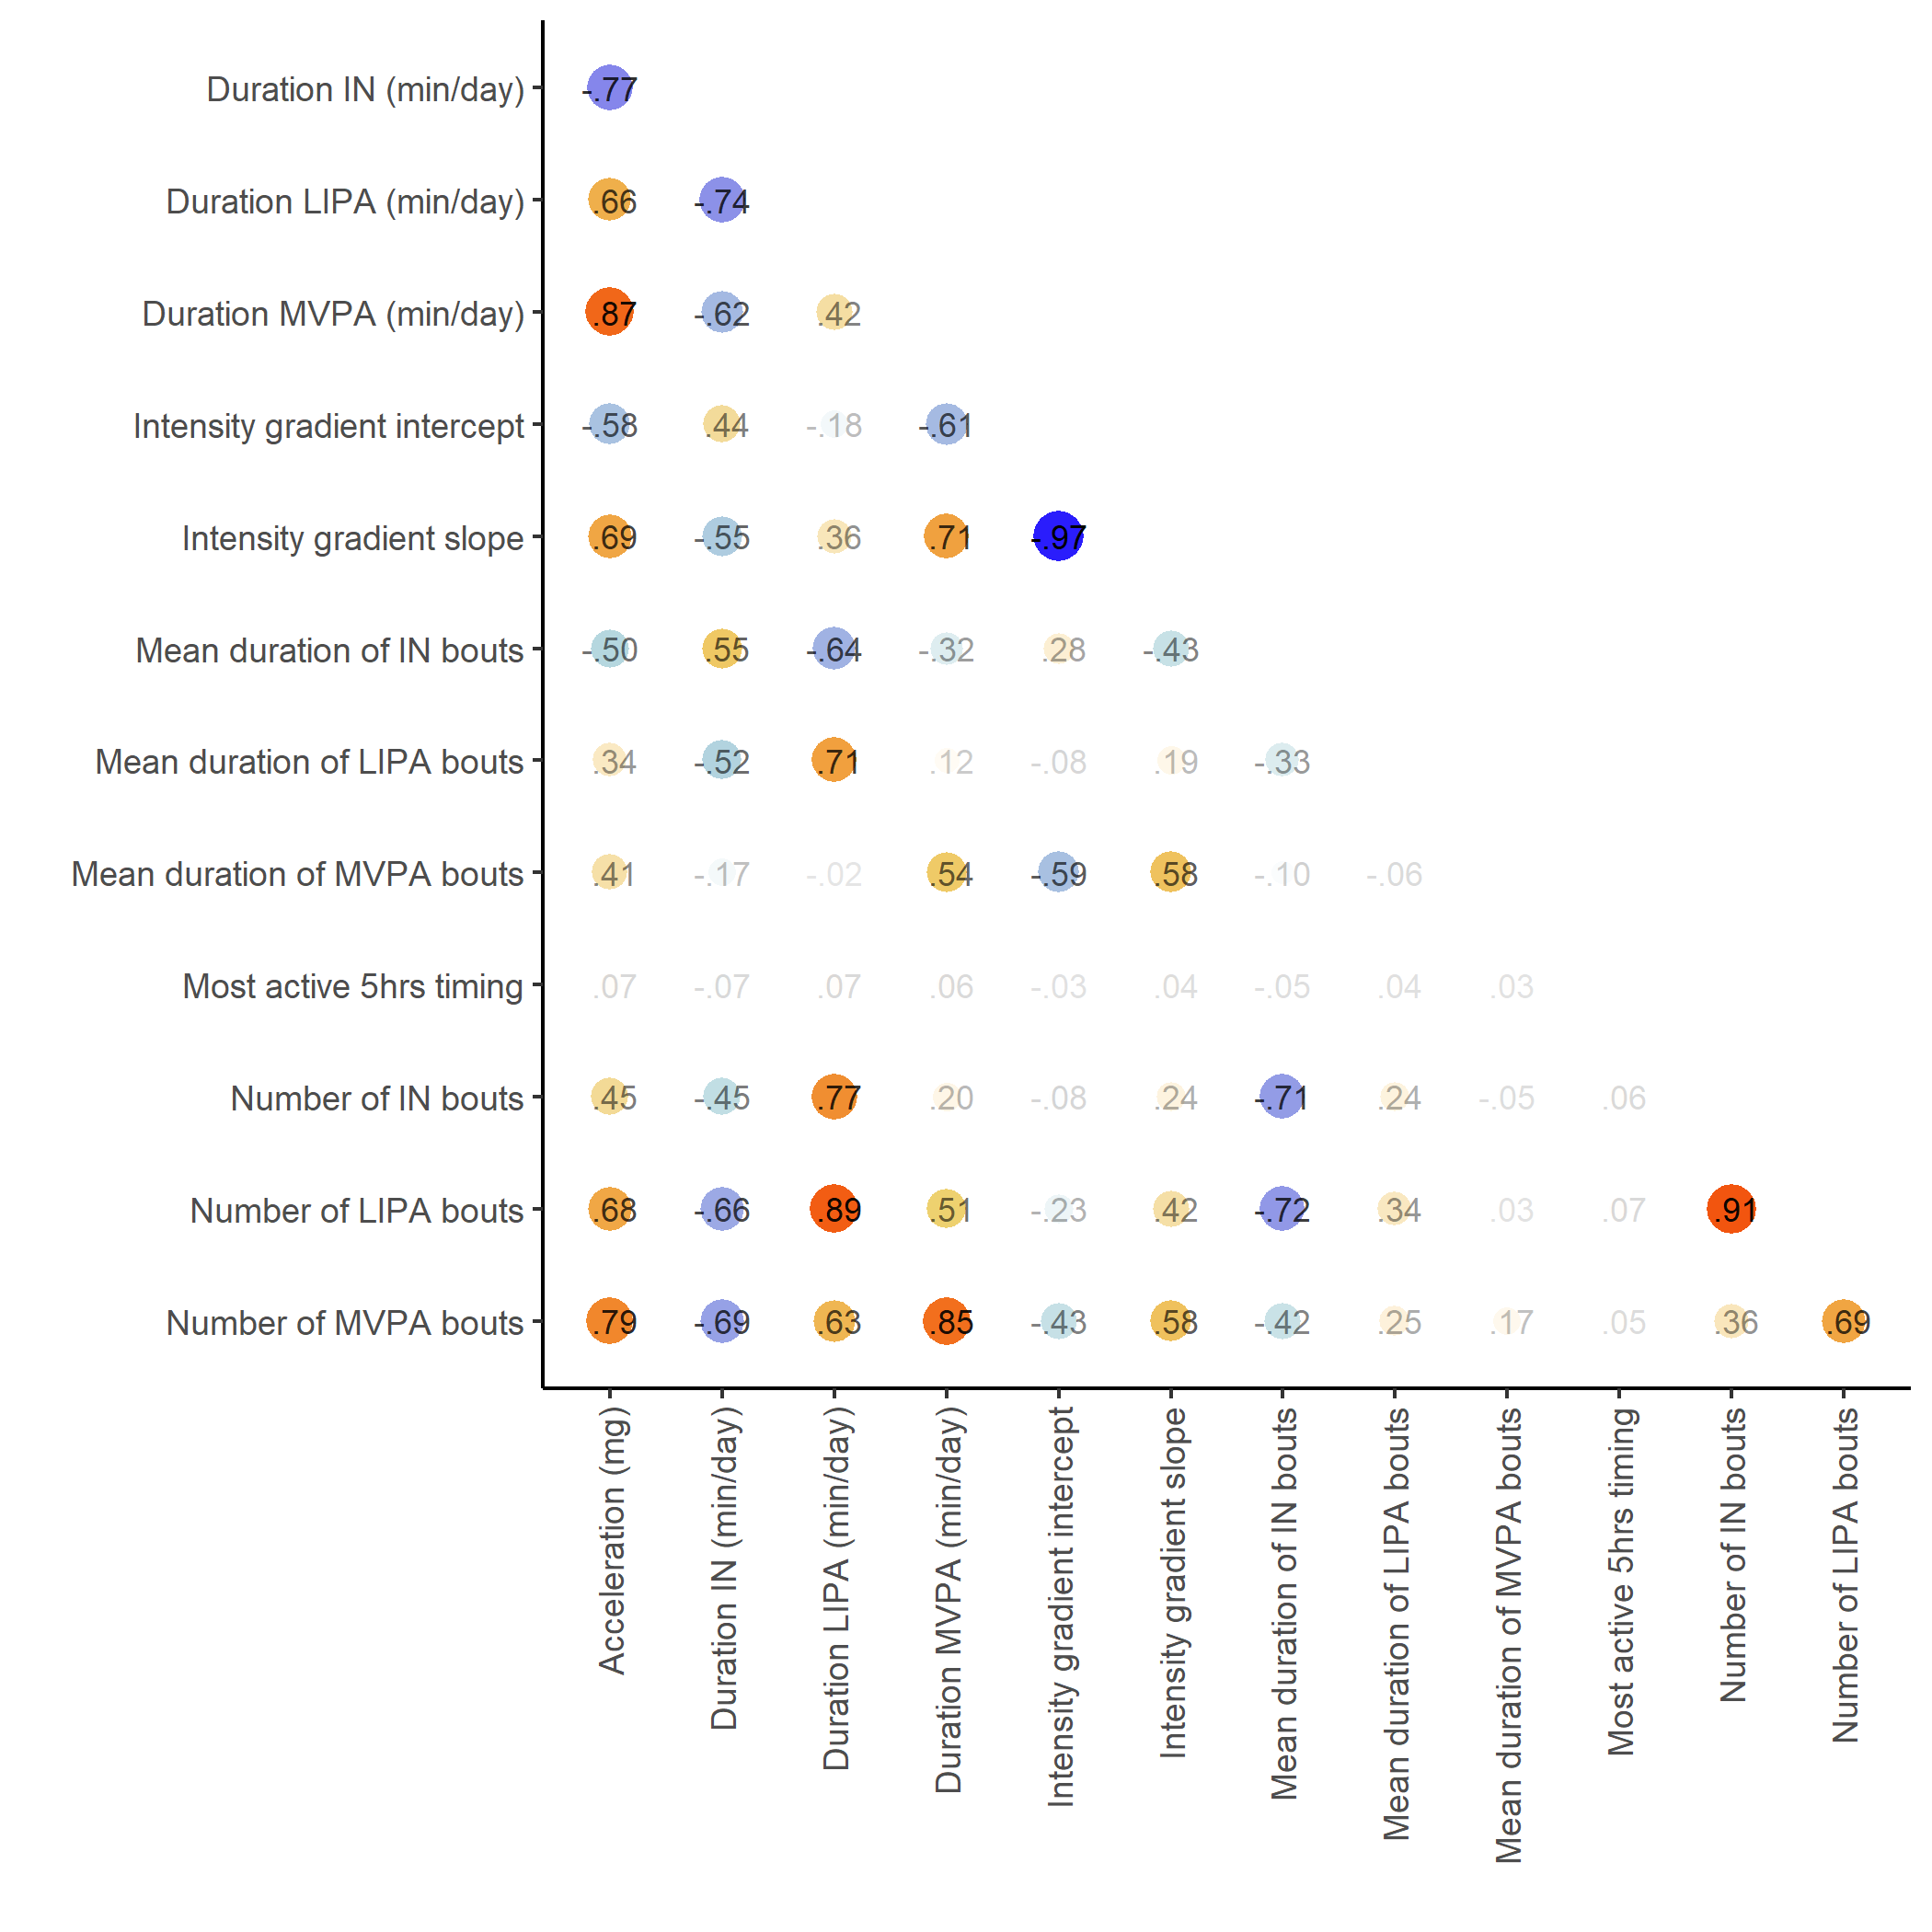 Duration IN (min/day) -.77
Duration LIPA (min/day) .66 -.74
Duration MVPA (min/day) .87 -.62 .42
Intensity gradient intercept -.58 .44 -.18 -.61
Intensity gradient slope .69 -.55 .36 .71 -.97
Mean duration of IN bouts -.50 .55 -.64 -.32 .28 -.43
Mean duration of LIPA bouts .34 -.52 .71 .12 -.08 .19 -.33
Mean duration of MVPA bouts .41 -.17 -.02 .54 -.59 .58 -.10 -.06
Most active 5hrs timing .07 -.07 .07 .06 -.03 .04 -.05 .04 .03
Number of IN bouts .45 -.45 .77 .20 -.08 .24 -.71 .24 -.05 .06
Number of LIPA bouts .68 -.66 .89 .51 -.23 .42 -.72 .34 .03 .07 .91
Number of MVPA bouts .79 -.69 .63 .85 -.43 .58 -.42 .25 .17 .05 .36 .69
Acceleration (mg)
Duration IN (min/day)
Duration LIPA (min/day)
Duration MVPA (min/day)
Intensity gradient intercept
Intensity gradient slope
Mean duration of IN bouts
Mean duration of LIPA bouts
Mean duration of MVPA bouts
Most active 5hrs timing
Number of IN bouts
Number of LIPA bouts